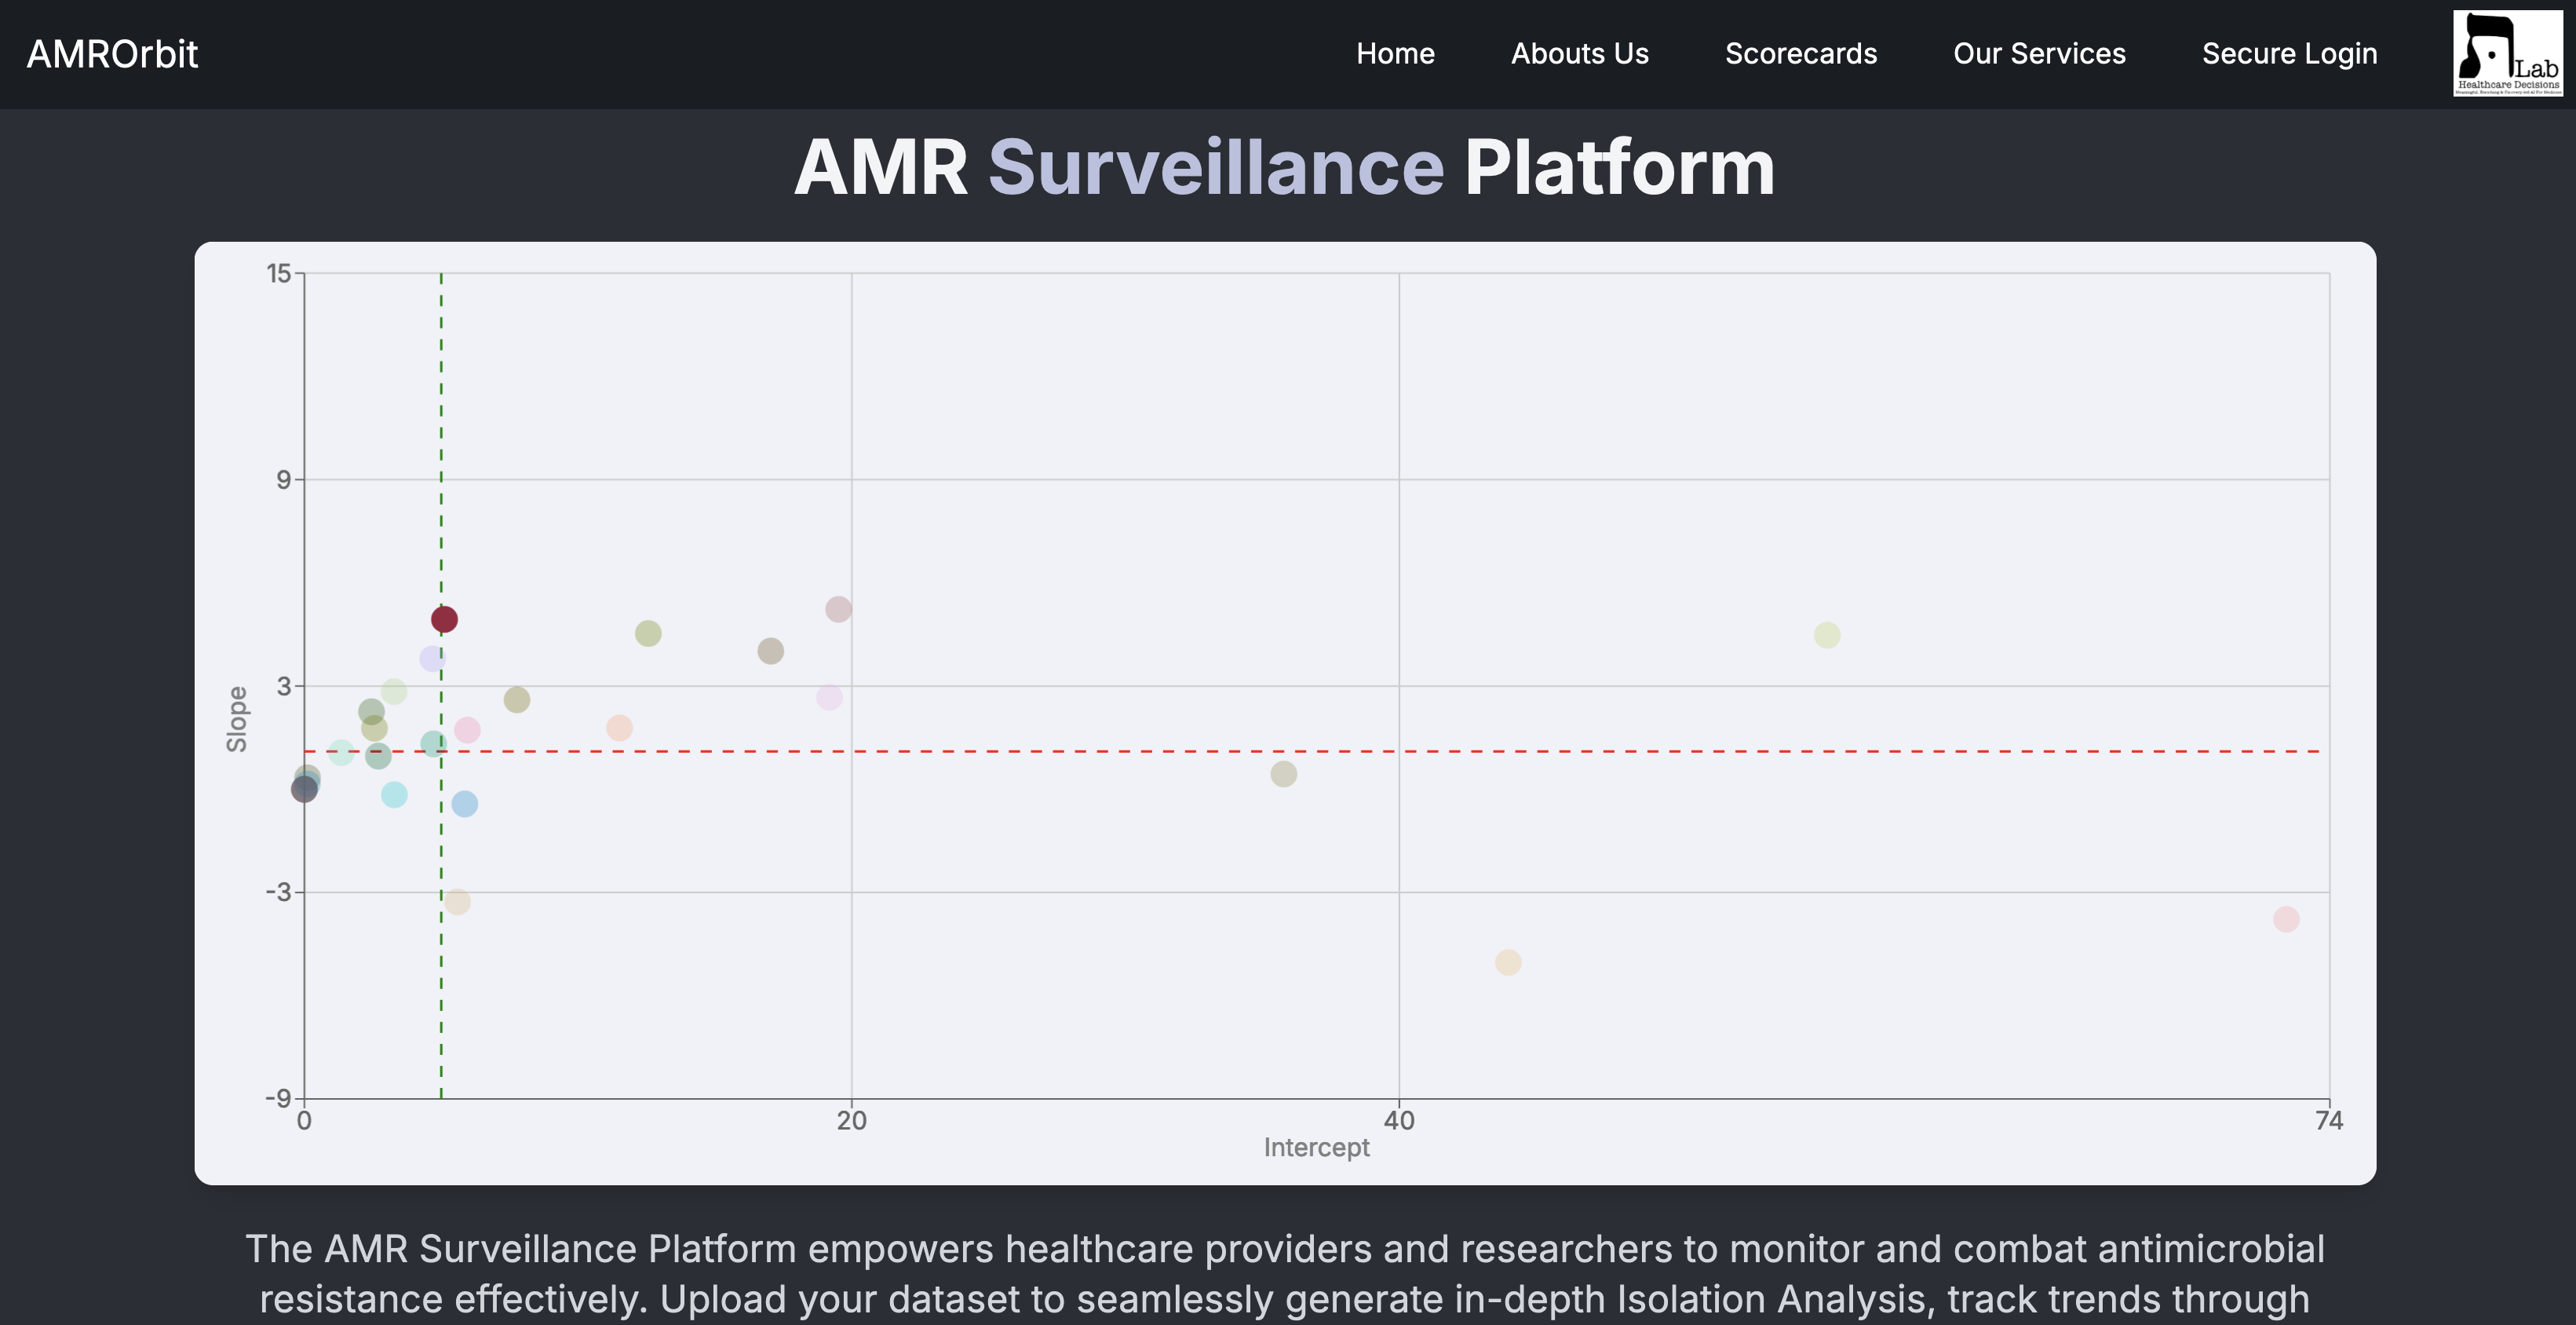 AMROrbit
Home
Abouts Us
Scorecards
Our Services
Secure Login
Lab
Healthcare Decisions
AMR Surveillance Platform
15
9
3
-3
-9
Slope
0
20
40
74
Intercept
The AMR Surveillance Platform empowers healthcare providers and researchers to monitor and combat antimicrobial
resistance effectively. Upload your dataset to seamlessly generate in-depth Isolation Analysis, track trends through